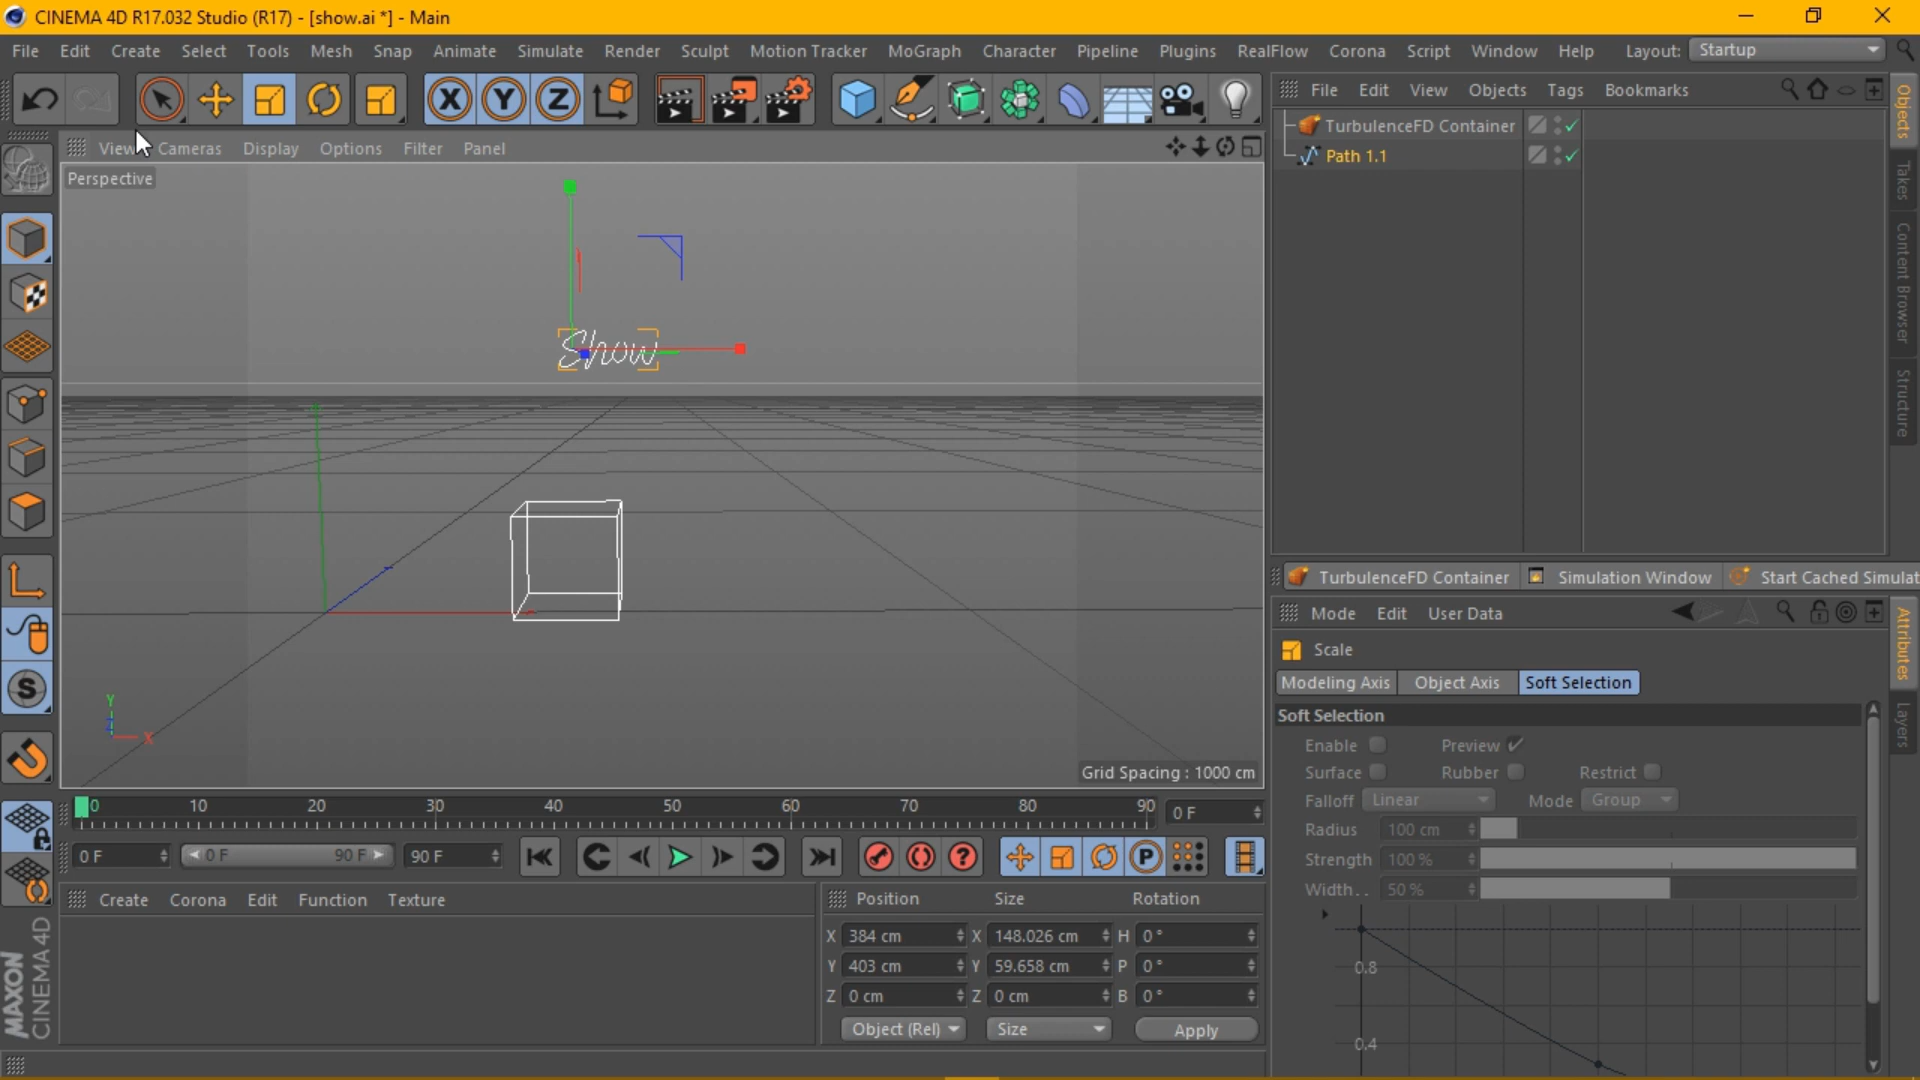 CINEMA 4D R17.032 Studio (R17) - [show.ai *] - Main
File Edit Create Select Tools Mesh Snap Animate Simulate Render Sculpt Motion Tracker MoGraph Character Pipeline Plugins RealFlow Corona Script Window Help Layout: Startup
X Y Z
File Edit View Objects Tags Bookmarks
TurbulenceFD Container
Path 1.1
Objects
Takes
Content Browser
Structure
View Cameras Display Options Filter Panel
Perspective
Show
Y
X
Grid Spacing : 1000 cm
TurbulenceFD Container Simulation Window Start Cached Simulat
Mode Edit User Data
Scale
Modeling Axis Object Axis Soft Selection
Soft Selection
Enable Preview
Surface Rubber Restrict
Falloff Linear Mode Group
Radius 100 cm
Strength 100 %
Width . . 50 %
0.8
0.4
Attributes
Layers
0 10 20 30 40 50 60 70 80 90 0 F
0 F 0 F 90 F 90 F
Create Corona Edit Function Texture
Position Size Rotation
X 384 cm X 148.026 cm H 0 °
Y 403 cm Y 59.658 cm P 0 °
Z 0 cm Z 0 cm B 0 °
Object (Rel) Size Apply
MAXON
CINEMA 4D